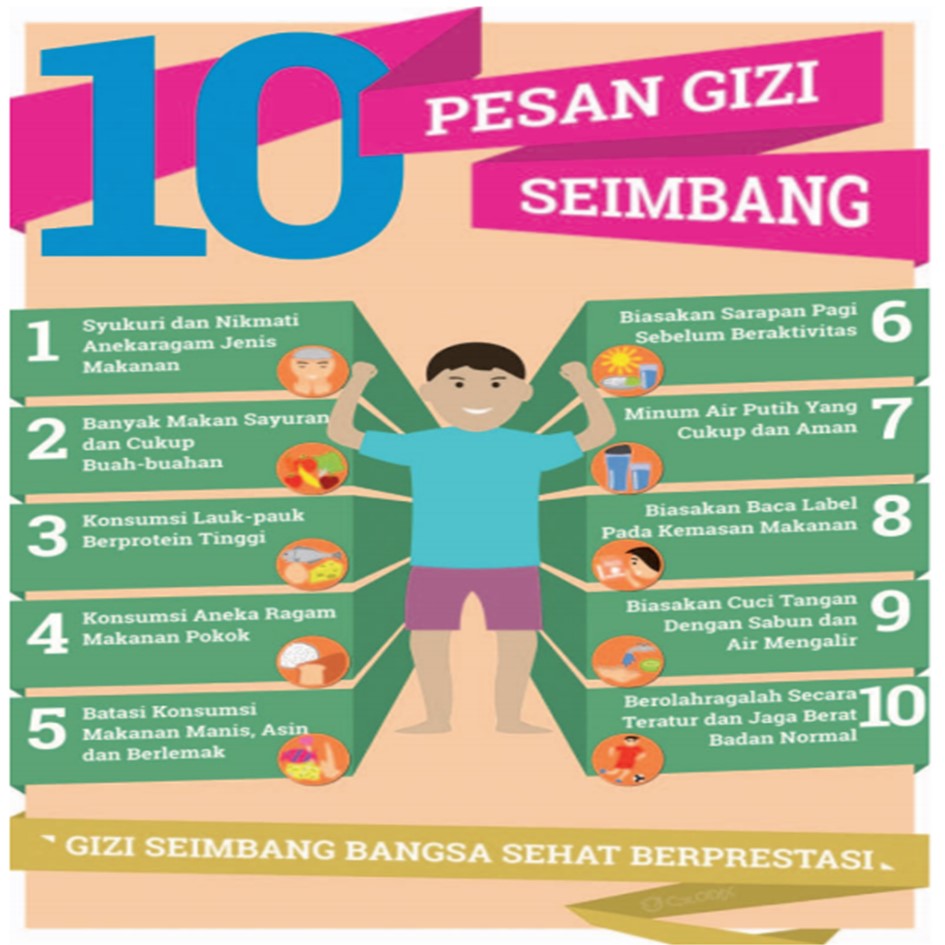 10
PESAN GIZI
SEIMBANG
1
Syukuri dan Nikmati
Anekaragam Jenis
Makanan
2
Banyak Makan Sayuran
dan Cukup
Buah-buahan
3
Konsumsi Lauk-pauk
Berprotein Tinggi
4
Konsumsi Aneka Ragam
Makanan Pokok
5
Batasi Konsumsi
Makanan Manis, Asin
dan Berlemak
6
Biasakan Sarapan Pagi
Sebelum Beraktivitas
7
Minum Air Putih Yang
Cukup dan Aman
8
Biasakan Baca Label
Pada Kemasan Makanan
9
Biasakan Cuci Tangan
Dengan Sabun dan
Air Mengalir
10
Berolahragalah Secara
Teratur dan Jaga Berat
Badan Normal
GIZI SEIMBANG BANGSA SEHAT BERPRESTASI